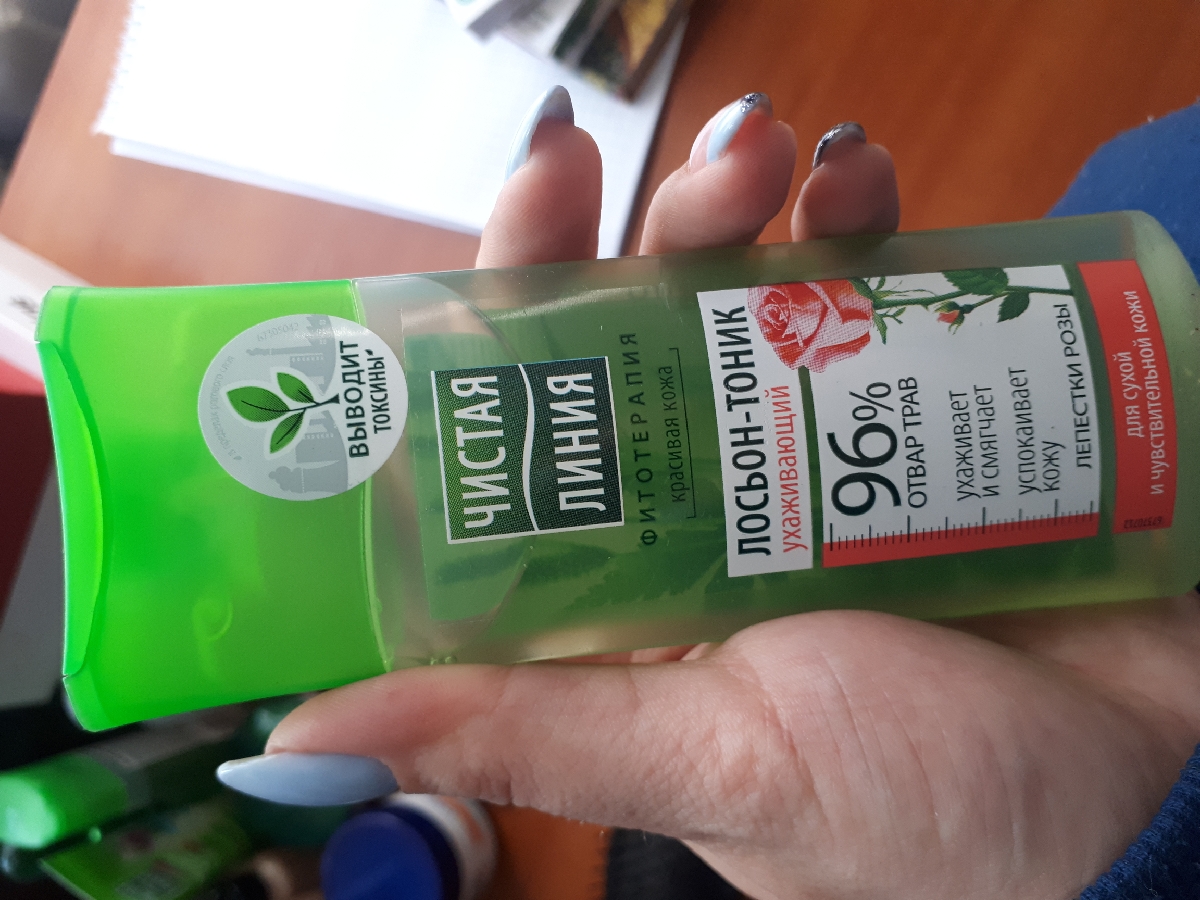 ВЫВОДИТ
ТОКСИНЫ*
ЧИСТАЯ
ЛИНИЯ
ФИТОТЕРАПИЯ
красивая кожа
ЛОСЬОН-ТОНИК
ухаживающий
96%
ОТВАР ТРАВ
ухаживает
и смягчает
успокаивает
кожу
ЛЕПЕСТКИ РОЗЫ
для сухой
и чувствительной кожи